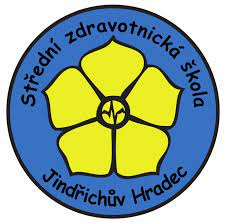 Střední zdravotnická škola
Jindřichův Hradec